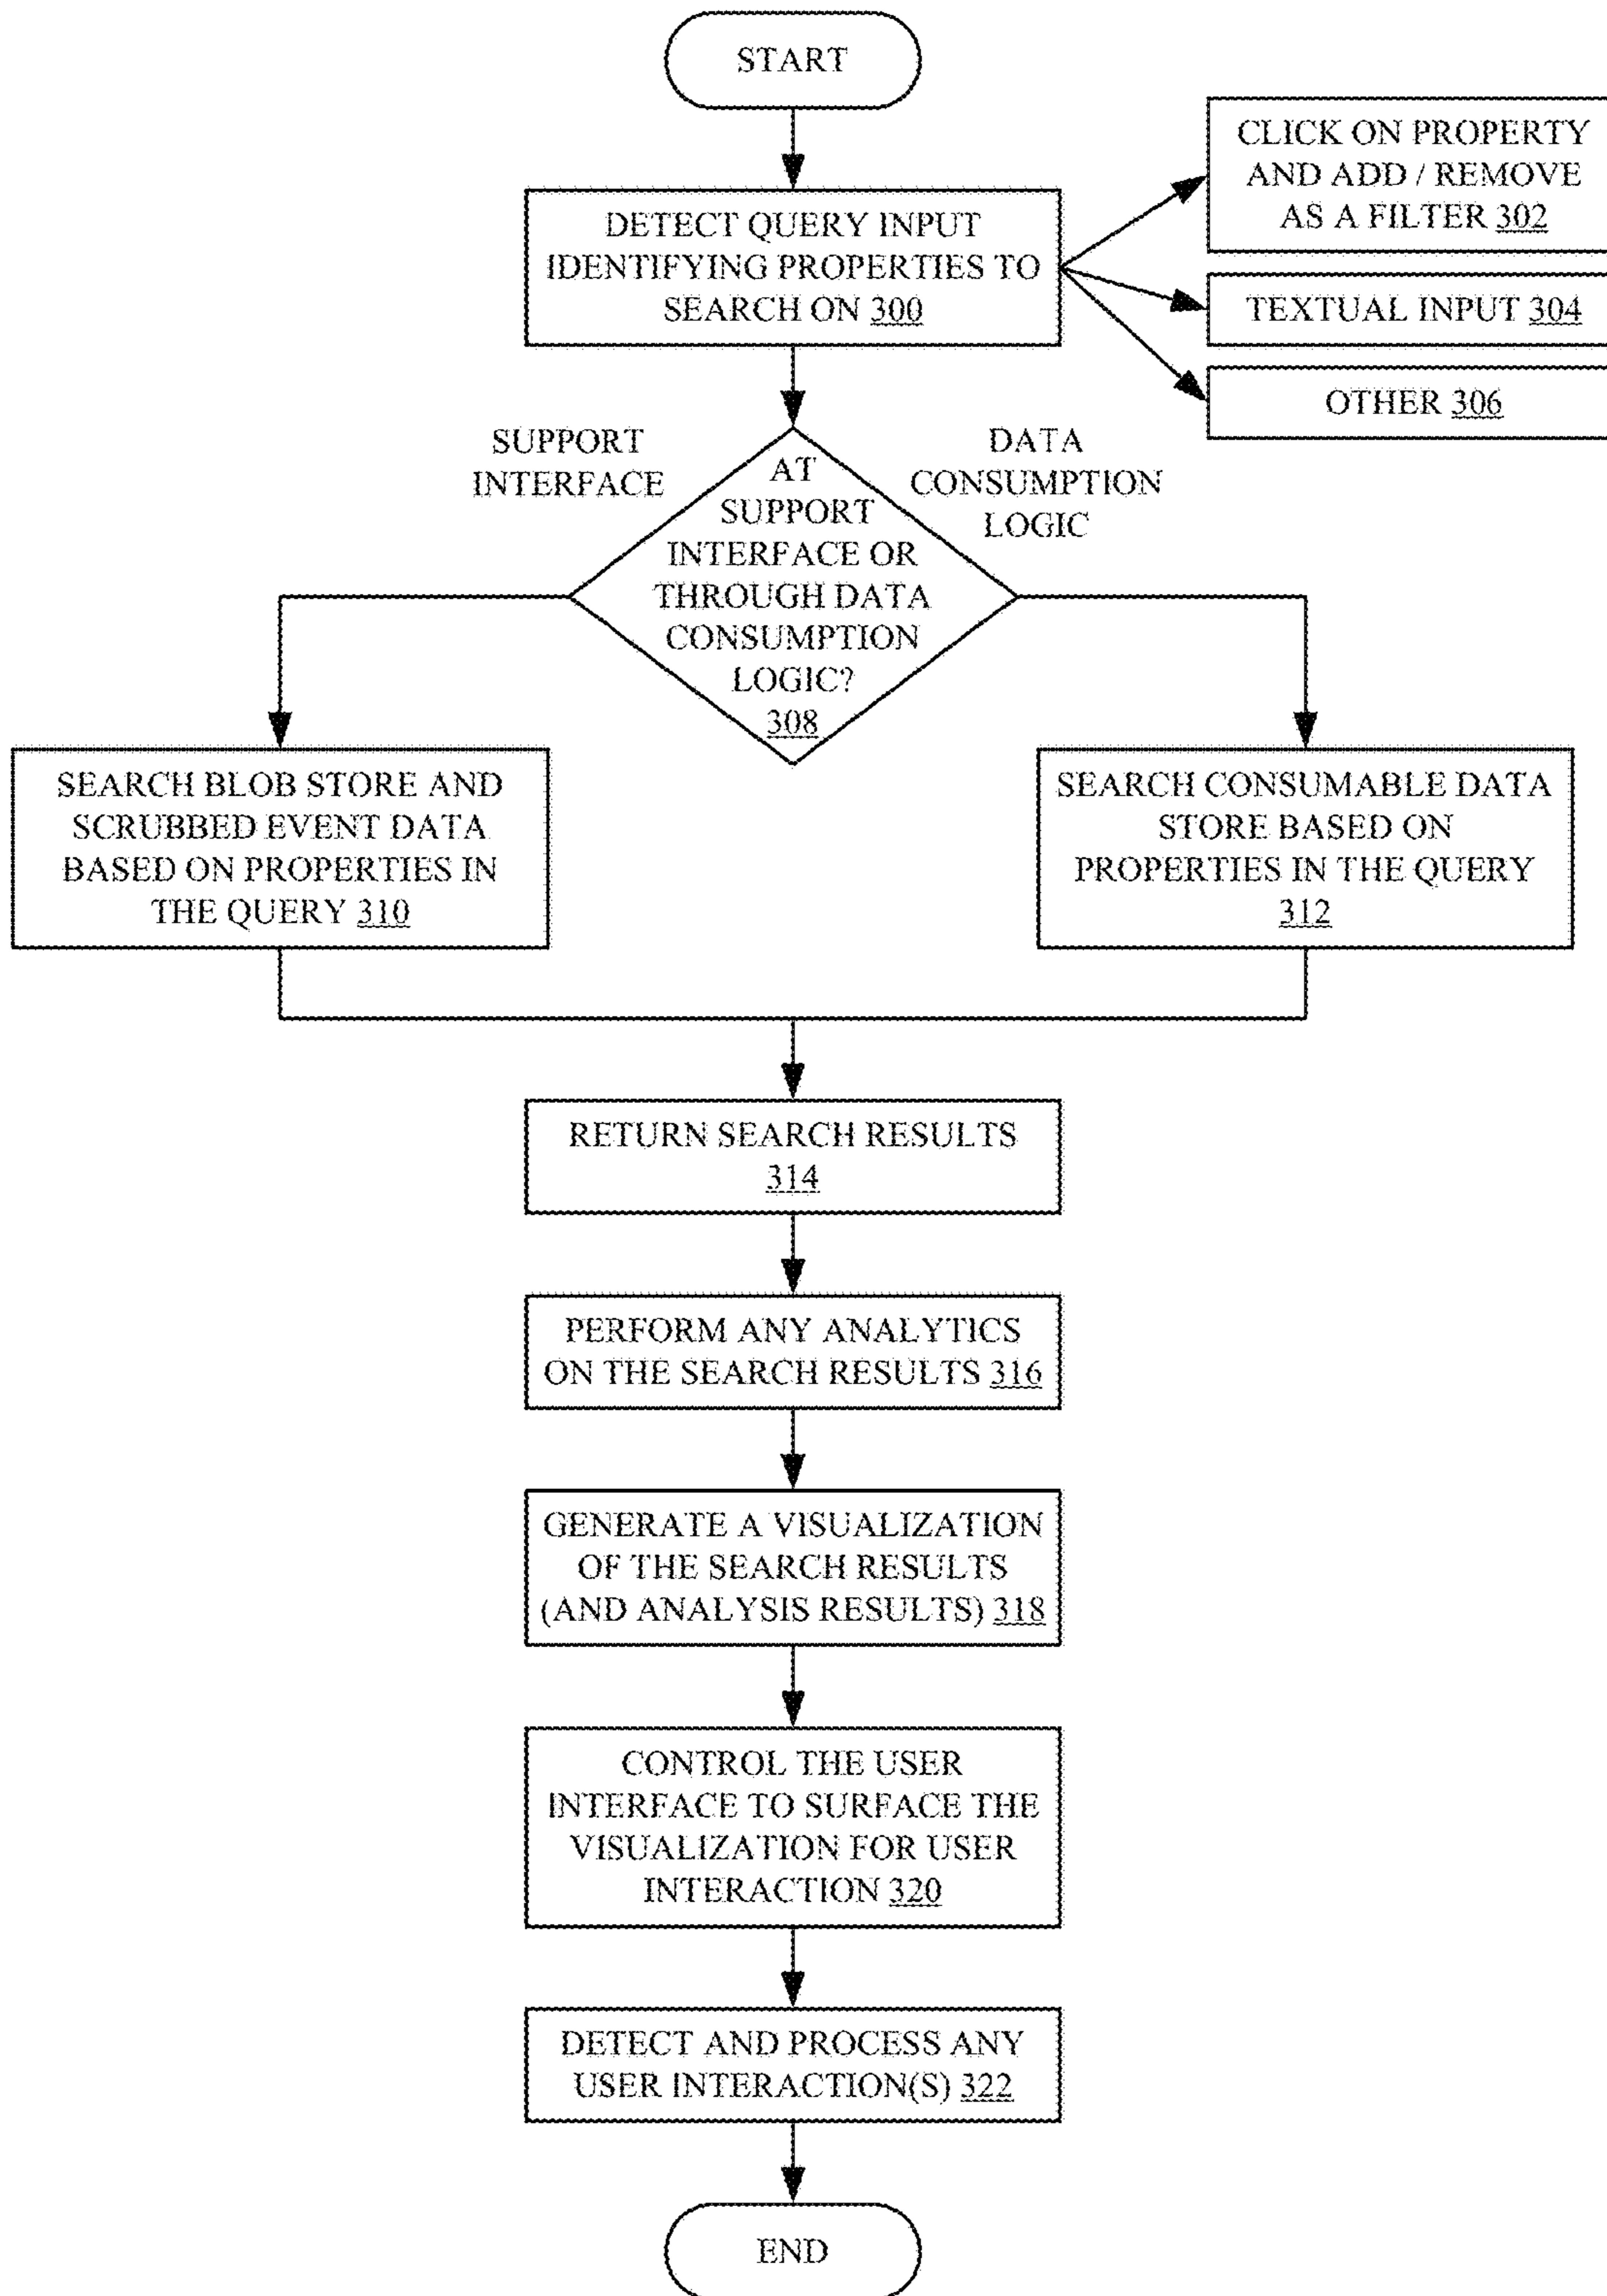 START
CLICK ON PROPERTY
AND ADD / REMOVE
AS A FILTER 302
DETECT QUERY INPUT
IDENTIFYING PROPERTIES TO
SEARCH ON 300
TEXTUAL INPUT 304
OTHER 306
SUPPORT
INTERFACE
DATA
CONSUMPTION
LOGIC
AT
SUPPORT
INTERFACE OR
THROUGH DATA
CONSUMPTION
LOGIC?
308
SEARCH BLOB STORE AND
SCRUBBED EVENT DATA
BASED ON PROPERTIES IN
THE QUERY 310
SEARCH CONSUMABLE DATA
STORE BASED ON
PROPERTIES IN THE QUERY
312
RETURN SEARCH RESULTS
314
PERFORM ANY ANALYTICS
ON THE SEARCH RESULTS 316
GENERATE A VISUALIZATION
OF THE SEARCH RESULTS
(AND ANALYSIS RESULTS) 318
CONTROL THE USER
INTERFACE TO SURFACE THE
VISUALIZATION FOR USER
INTERACTION 320
DETECT AND PROCESS ANY
USER INTERACTION(S) 322
END